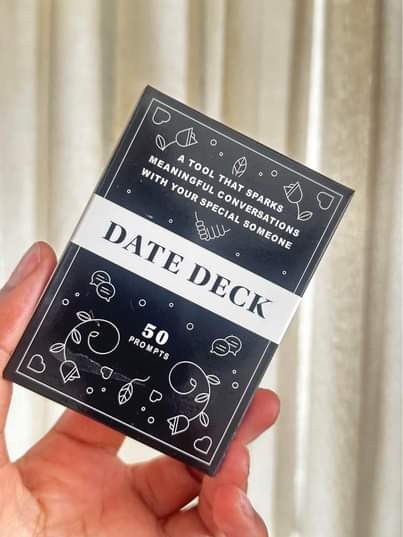 A TOOL THAT SPARKS
MEANINGFUL CONVERSATIONS
WITH YOUR SPECIAL SOMEONE
DATE DECK
50
PROMPTS